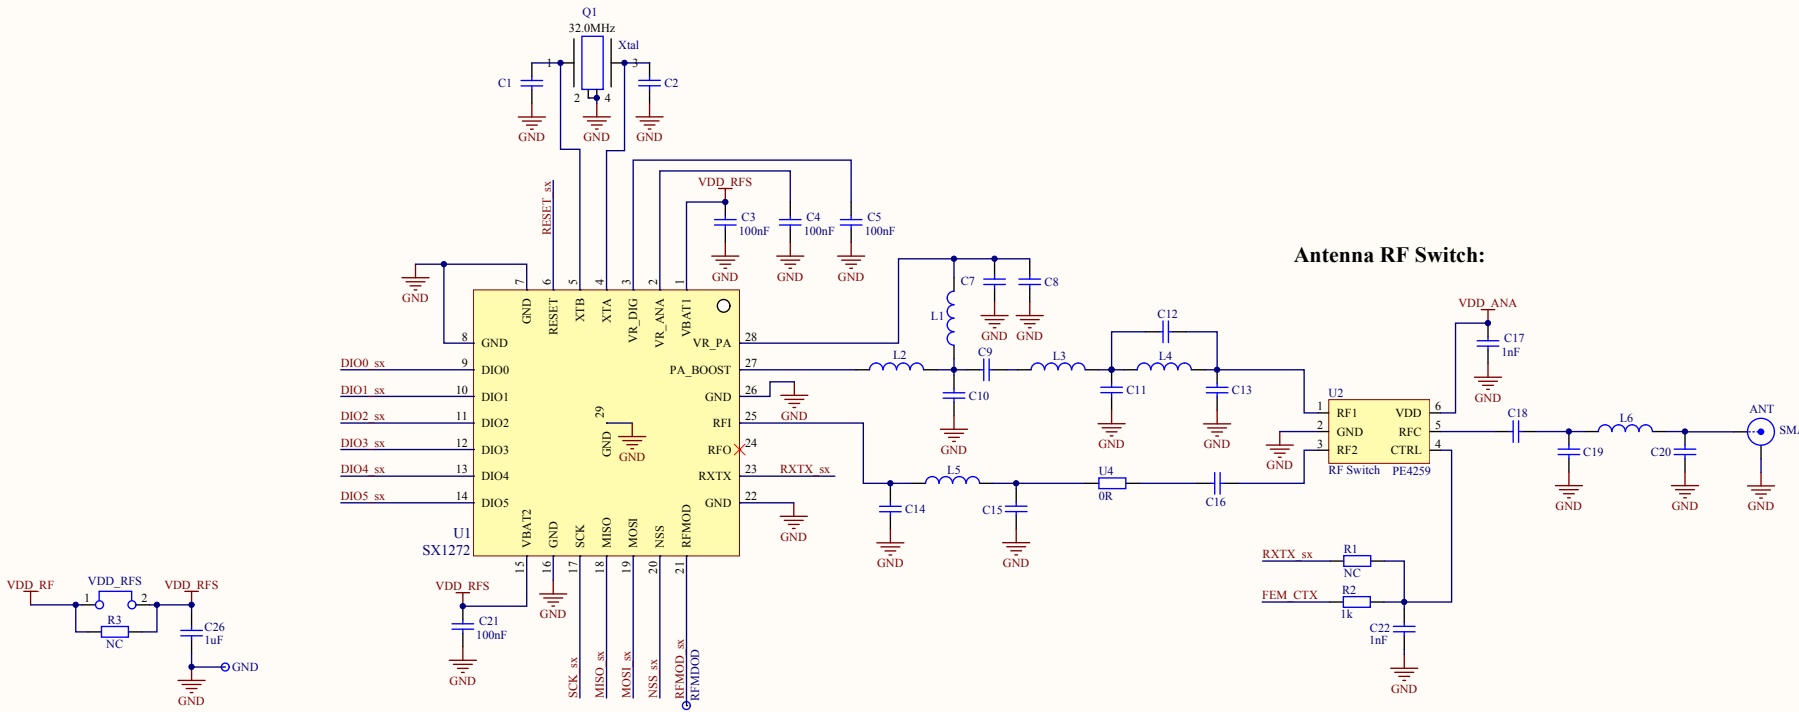 Q1
32.0MHz
Xtal
1
3
C1
C2
2
4
GND
GND
GND
RESET_sx
VDD_RFS
C3
100nF
C4
100nF
C5
100nF
GND
GND
GND
GND
7
6
5
4
3
2
1
GND
RESET
XTB
XTA
VR_DIG
VR_ANA
VBAT1
8
GND
DIO0_sx
9
DIO0
DIO1_sx
10
DIO1
DIO2_sx
11
DIO2
DIO3_sx
12
DIO3
DIO4_sx
13
DIO4
DIO5_sx
14
DIO5
29
GND
GND
VR_PA
28
PA_BOOST
27
GND
26
GND
RFI
25
RFO
24
RXTX
23
RXTX_sx
GND
22
GND
U1
SX1272
VBAT2
GND
SCK
MISO
MOSI
NSS
RFMOD
15
16
17
18
19
20
21
VDD_RFS
C21
100nF
GND
GND
SCK_sx
MISO_sx
MOSI_sx
NSS_sx
RFMOD_sx
RFMDOD
VDD_RF
VDD_RFS
VDD_RFS
1
2
R3
NC
C26
1uF
GND
GND
L1
C7
C8
GND
GND
L2
C9
C10
GND
L3
C12
L4
C11
C13
GND
GND
C14
L5
C15
GND
GND
U4
0R
C16
Antenna RF Switch:
VDD_ANA
C17
1nF
GND
U2
1
RF1
VDD
6
2
GND
RFC
5
3
RF2
CTRL
4
RF Switch
PE4259
GND
C18
C19
L6
C20
ANT
SMA
GND
GND
GND
RXTX_sx
R1
NC
FEM_CTX
R2
1k
C22
1nF
GND